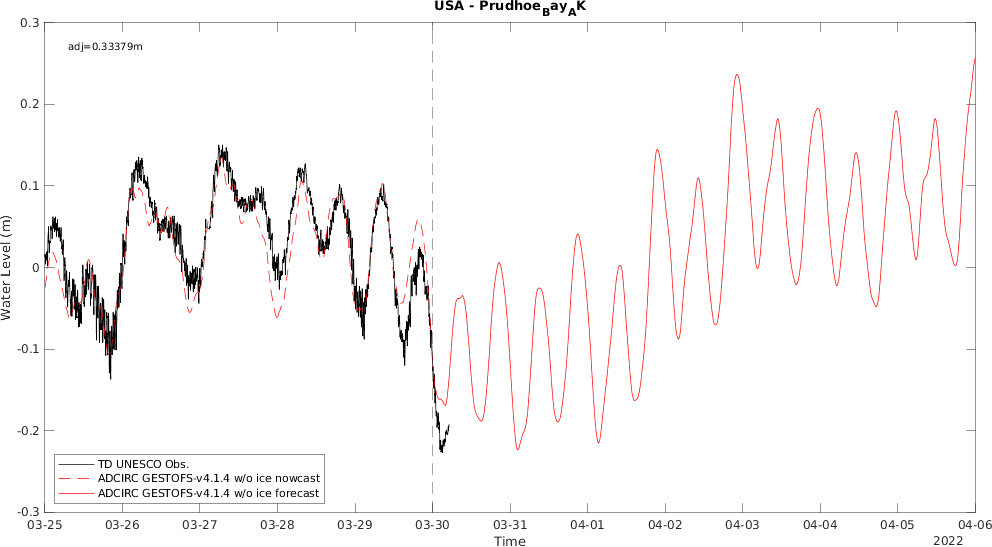 USA - PrudhoeBayAK
adj=0.33379m
0.3
0.2
0.1
0
-0.1
-0.2
-0.3
Water Level (m)
TD UNESCO Obs.
ADCIRC GESTOFS-v4.1.4 w/o ice nowcast
ADCIRC GESTOFS-v4.1.4 w/o ice forecast
03-25 03-26 03-27 03-28 03-29 03-30 03-31 04-01 04-02 04-03 04-04 04-05 04-06
Time
2022